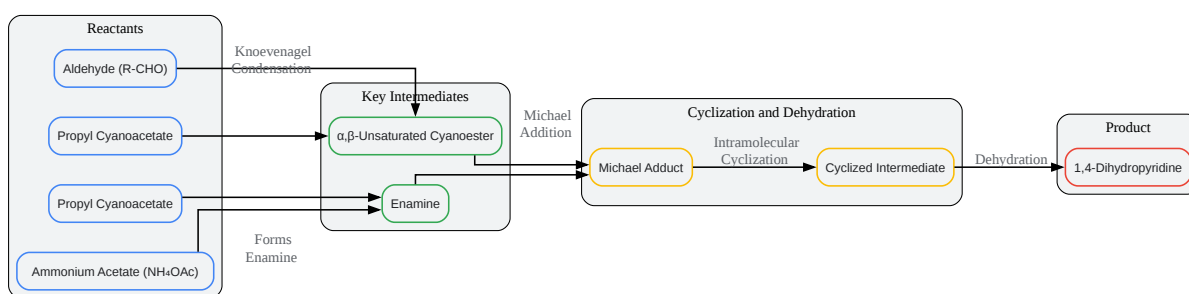 Reactants
Aldehyde (R-CHO)
Propyl Cyanoacetate
Propyl Cyanoacetate
Ammonium Acetate (NH₄OAc)
Knoevenagel
Condensation
Forms
Enamine
Key Intermediates
α,β-Unsaturated Cyanoester
Enamine
Michael
Addition
Cyclization and Dehydration
Michael Adduct
Intramolecular
Cyclization
Cyclized Intermediate
Dehydration
Product
1,4-Dihydropyridine